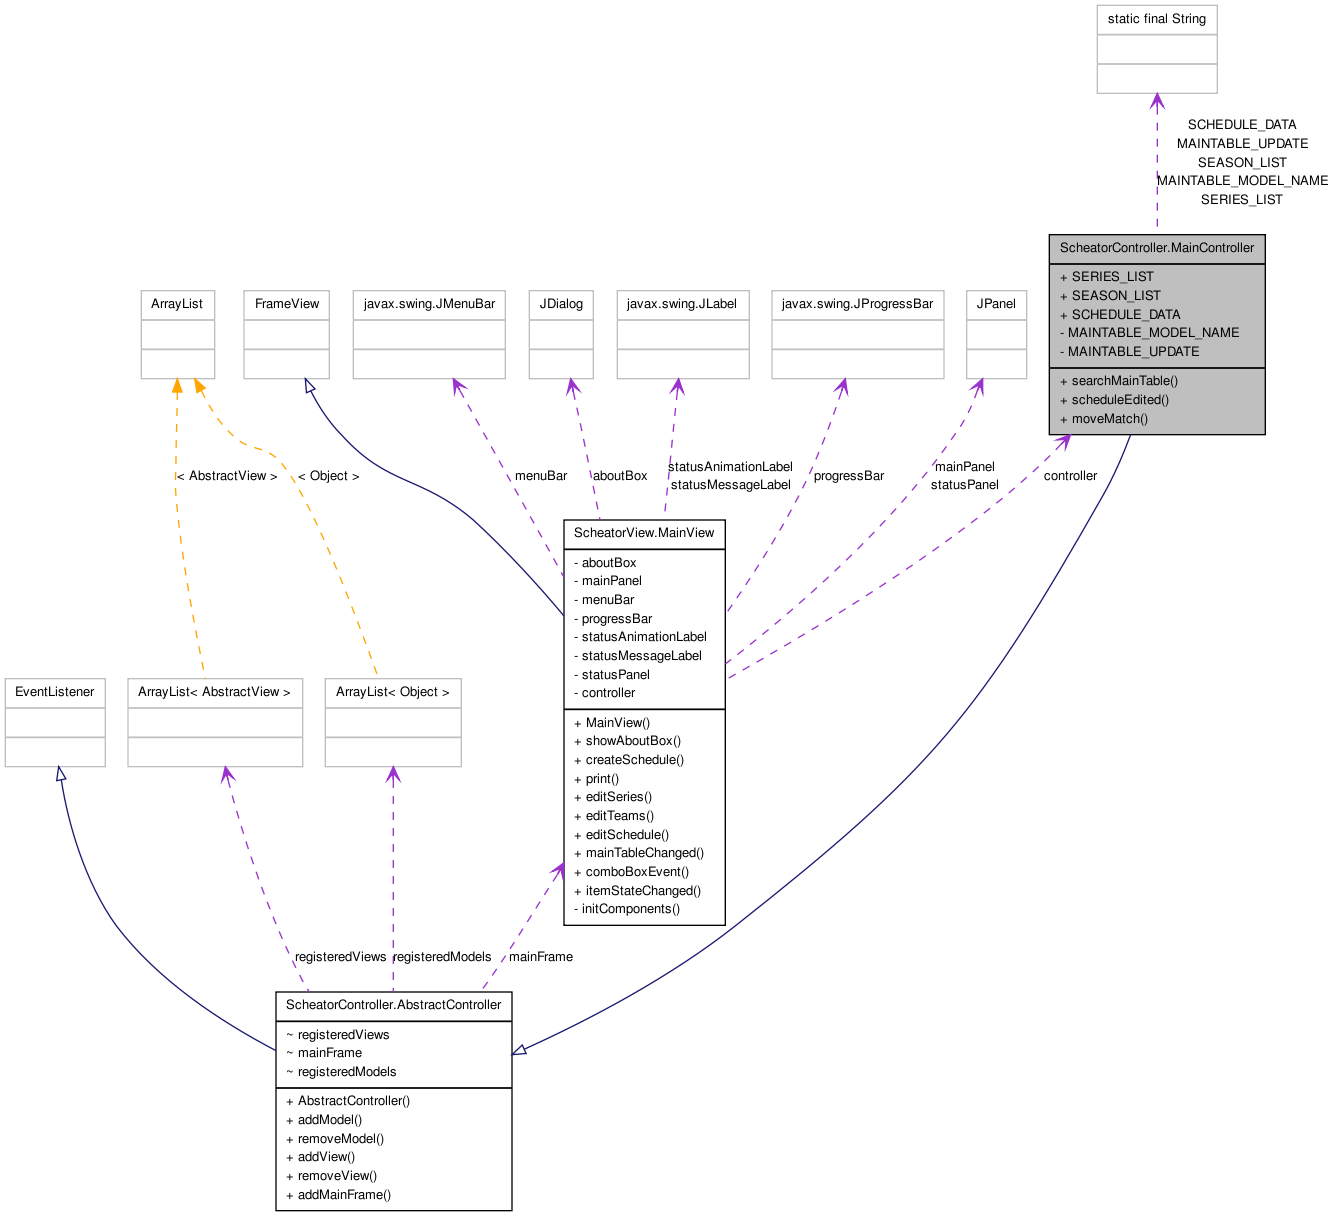 static final String
SCHEDULE_DATA
MAINTABLE_UPDATE
SEASON_LIST
MAINTABLE_MODEL_NAME
SERIES_LIST
ScheatorController.MainController
+ SERIES_LIST
+ SEASON_LIST
+ SCHEDULE_DATA
- MAINTABLE_MODEL_NAME
- MAINTABLE_UPDATE
+ searchMainTable()
+ scheduleEdited()
+ moveMatch()
ArrayList
FrameView
javax.swing.JMenuBar
JDialog
javax.swing.JLabel
javax.swing.JProgressBar
JPanel
< AbstractView >
< Object >
menuBar
aboutBox
statusAnimationLabel
statusMessageLabel
progressBar
mainPanel
statusPanel
controller
ScheatorView.MainView
- aboutBox
- mainPanel
- menuBar
- progressBar
- statusAnimationLabel
- statusMessageLabel
- statusPanel
- controller
+ MainView()
+ showAboutBox()
+ createSchedule()
+ print()
+ editSeries()
+ editTeams()
+ editSchedule()
+ mainTableChanged()
+ comboBoxEvent()
+ itemStateChanged()
- initComponents()
EventListener
ArrayList< AbstractView >
ArrayList< Object >
registeredViews
registeredModels
mainFrame
ScheatorController.AbstractController
~ registeredViews
~ mainFrame
~ registeredModels
+ AbstractController()
+ addModel()
+ removeModel()
+ addView()
+ removeView()
+ addMainFrame()